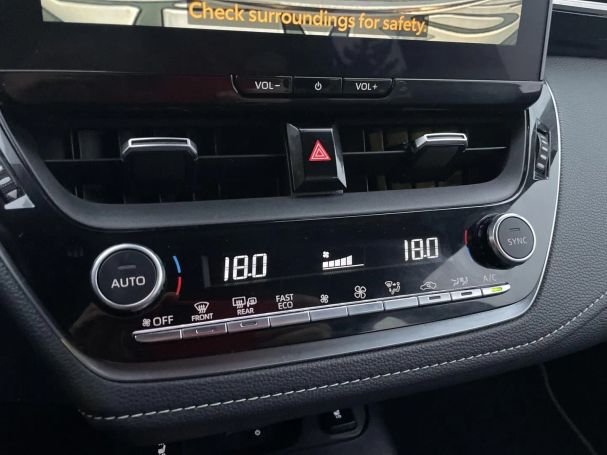 Check surroundings for safety.
VOL- VOL+
18.0 18.0
AUTO SYNC
OFF FRONT REAR FAST ECO A/C